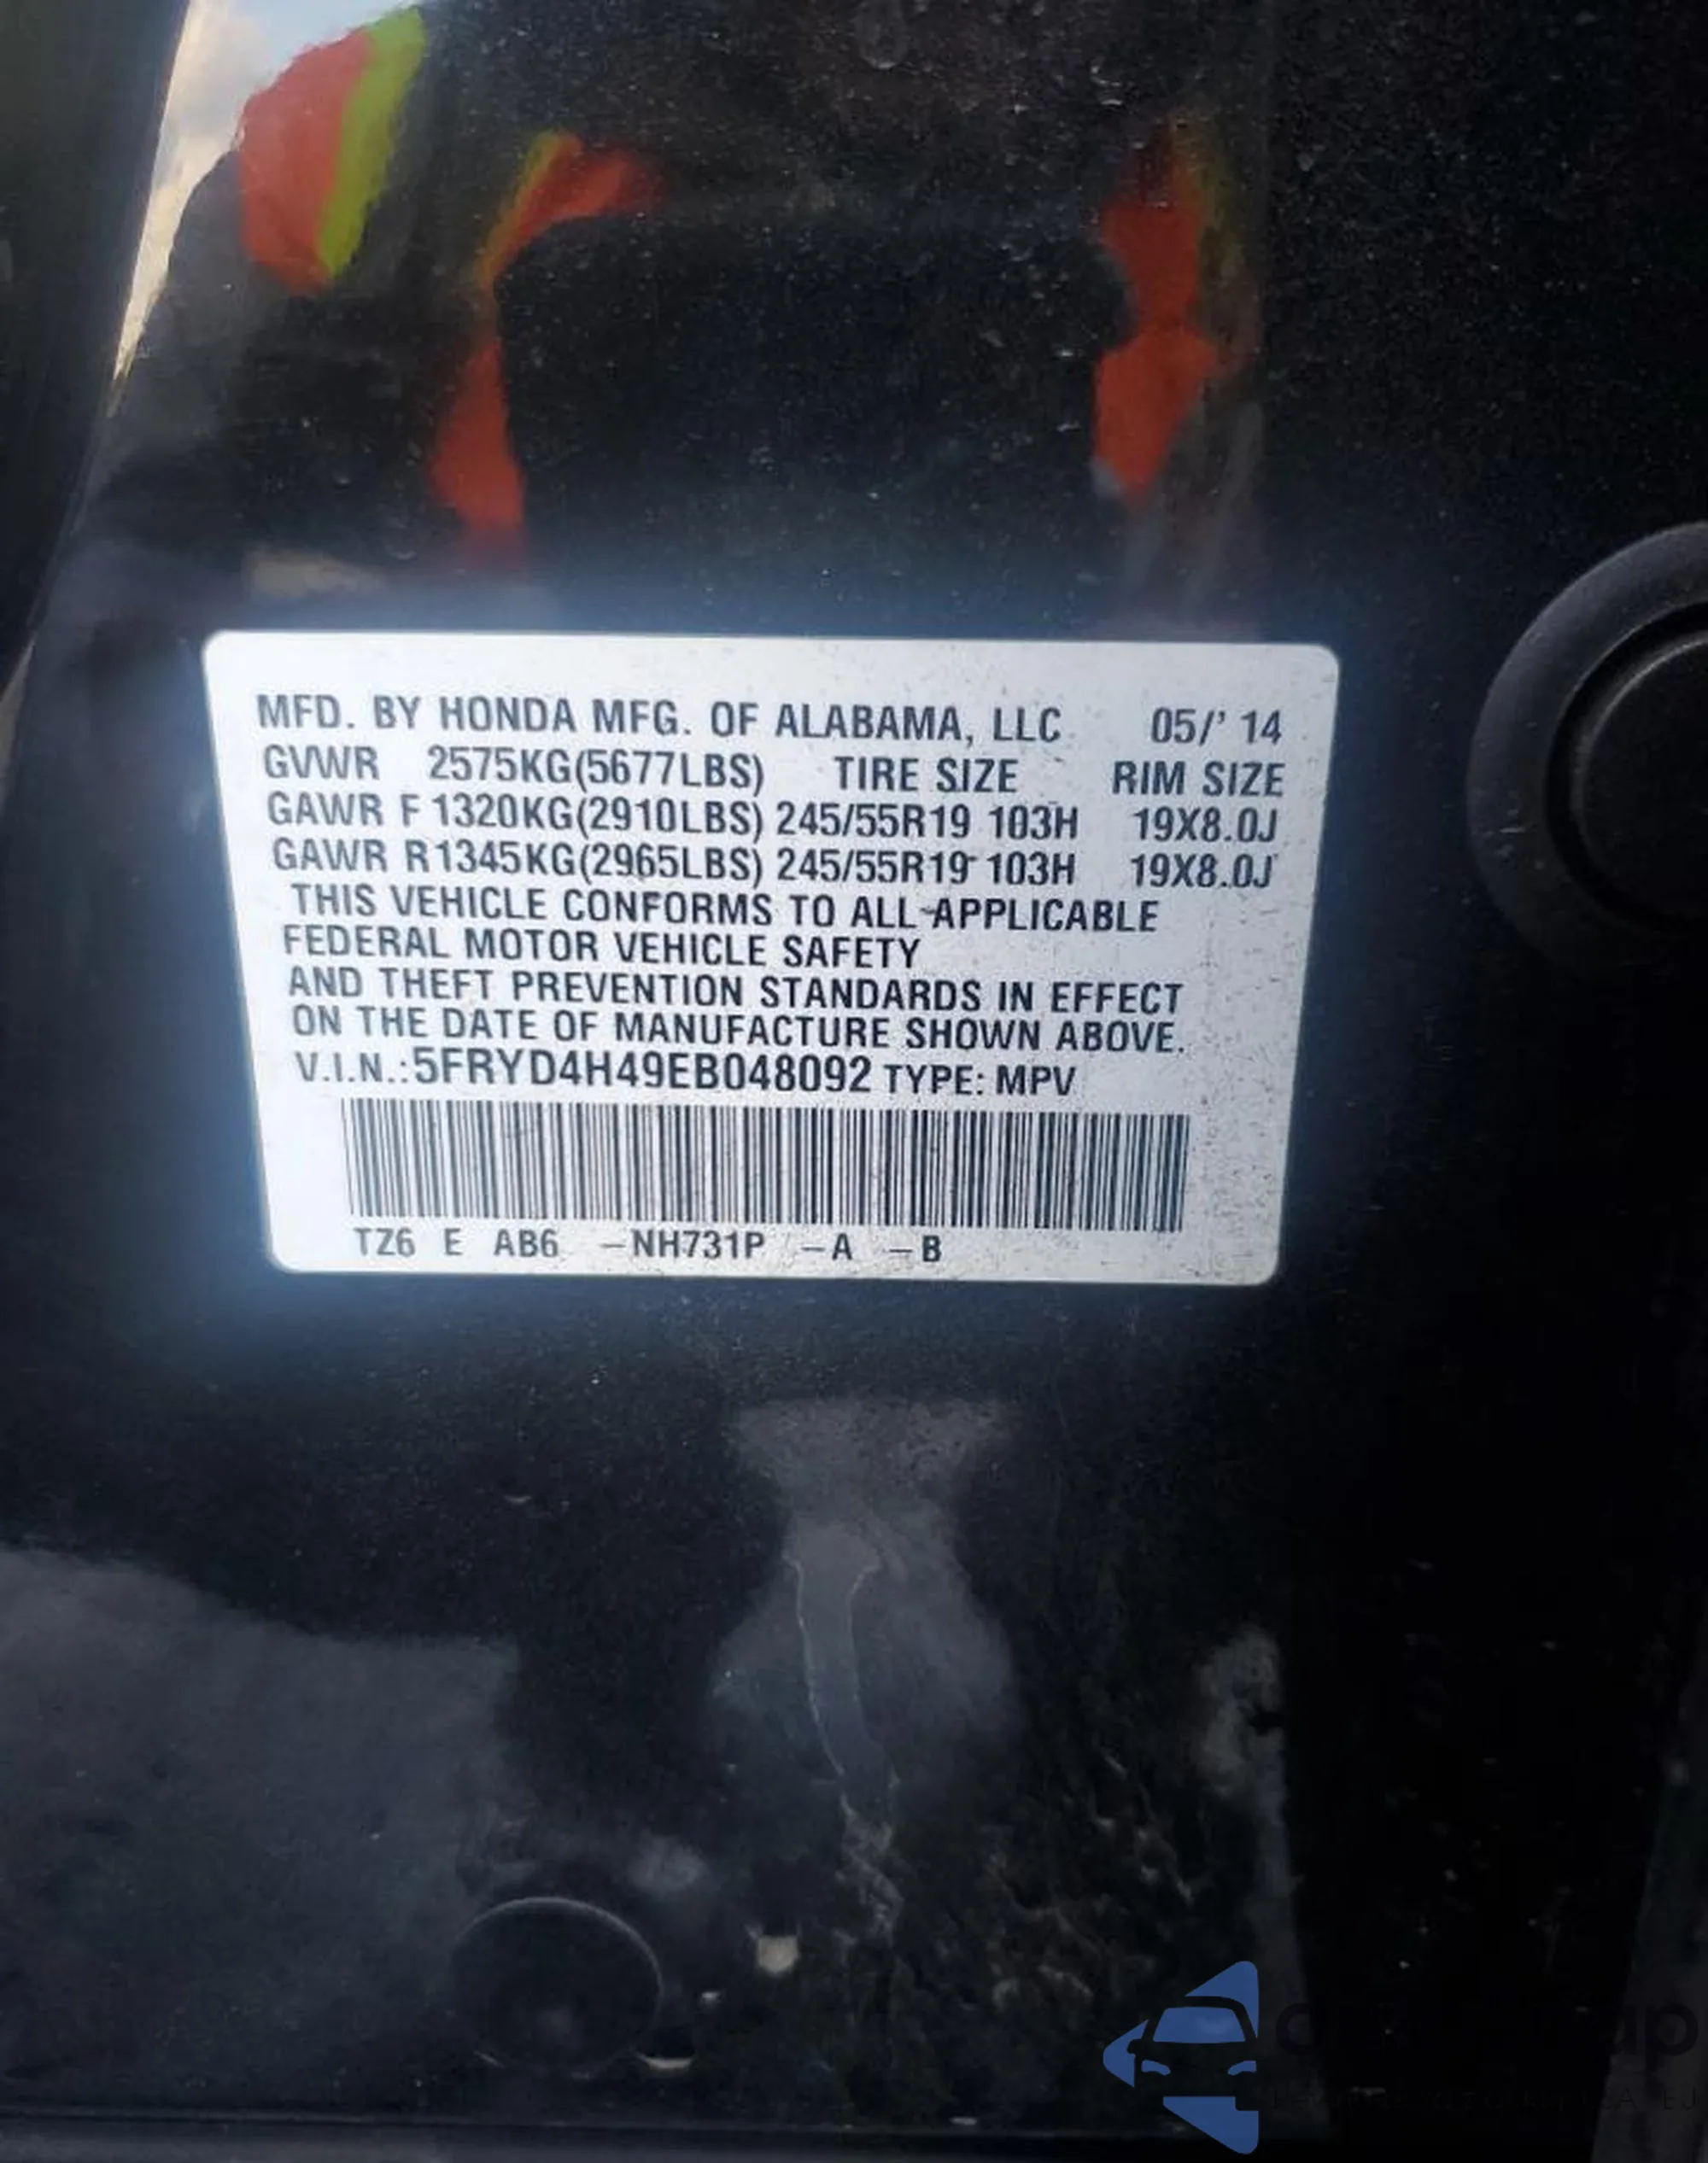 MFD. BY HONDA MFG. OF ALABAMA, LLC 05/' 14
GVWR 2575KG(5677LBS) TIRE SIZE RIM SIZE
GAWR F 1320KG(2910LBS) 245/55R19 103H 19X8.0J
GAWR R 1345KG(2965LBS) 245/55R19 103H 19X8.0J
THIS VEHICLE CONFORMS TO ALL APPLICABLE
FEDERAL MOTOR VEHICLE SAFETY
AND THEFT PREVENTION STANDARDS IN EFFECT
ON THE DATE OF MANUFACTURE SHOWN ABOVE.
V.I.N.:5FRYD4H49EB048092 TYPE: MPV
TZ6 E AB6 -NH731P -A -B